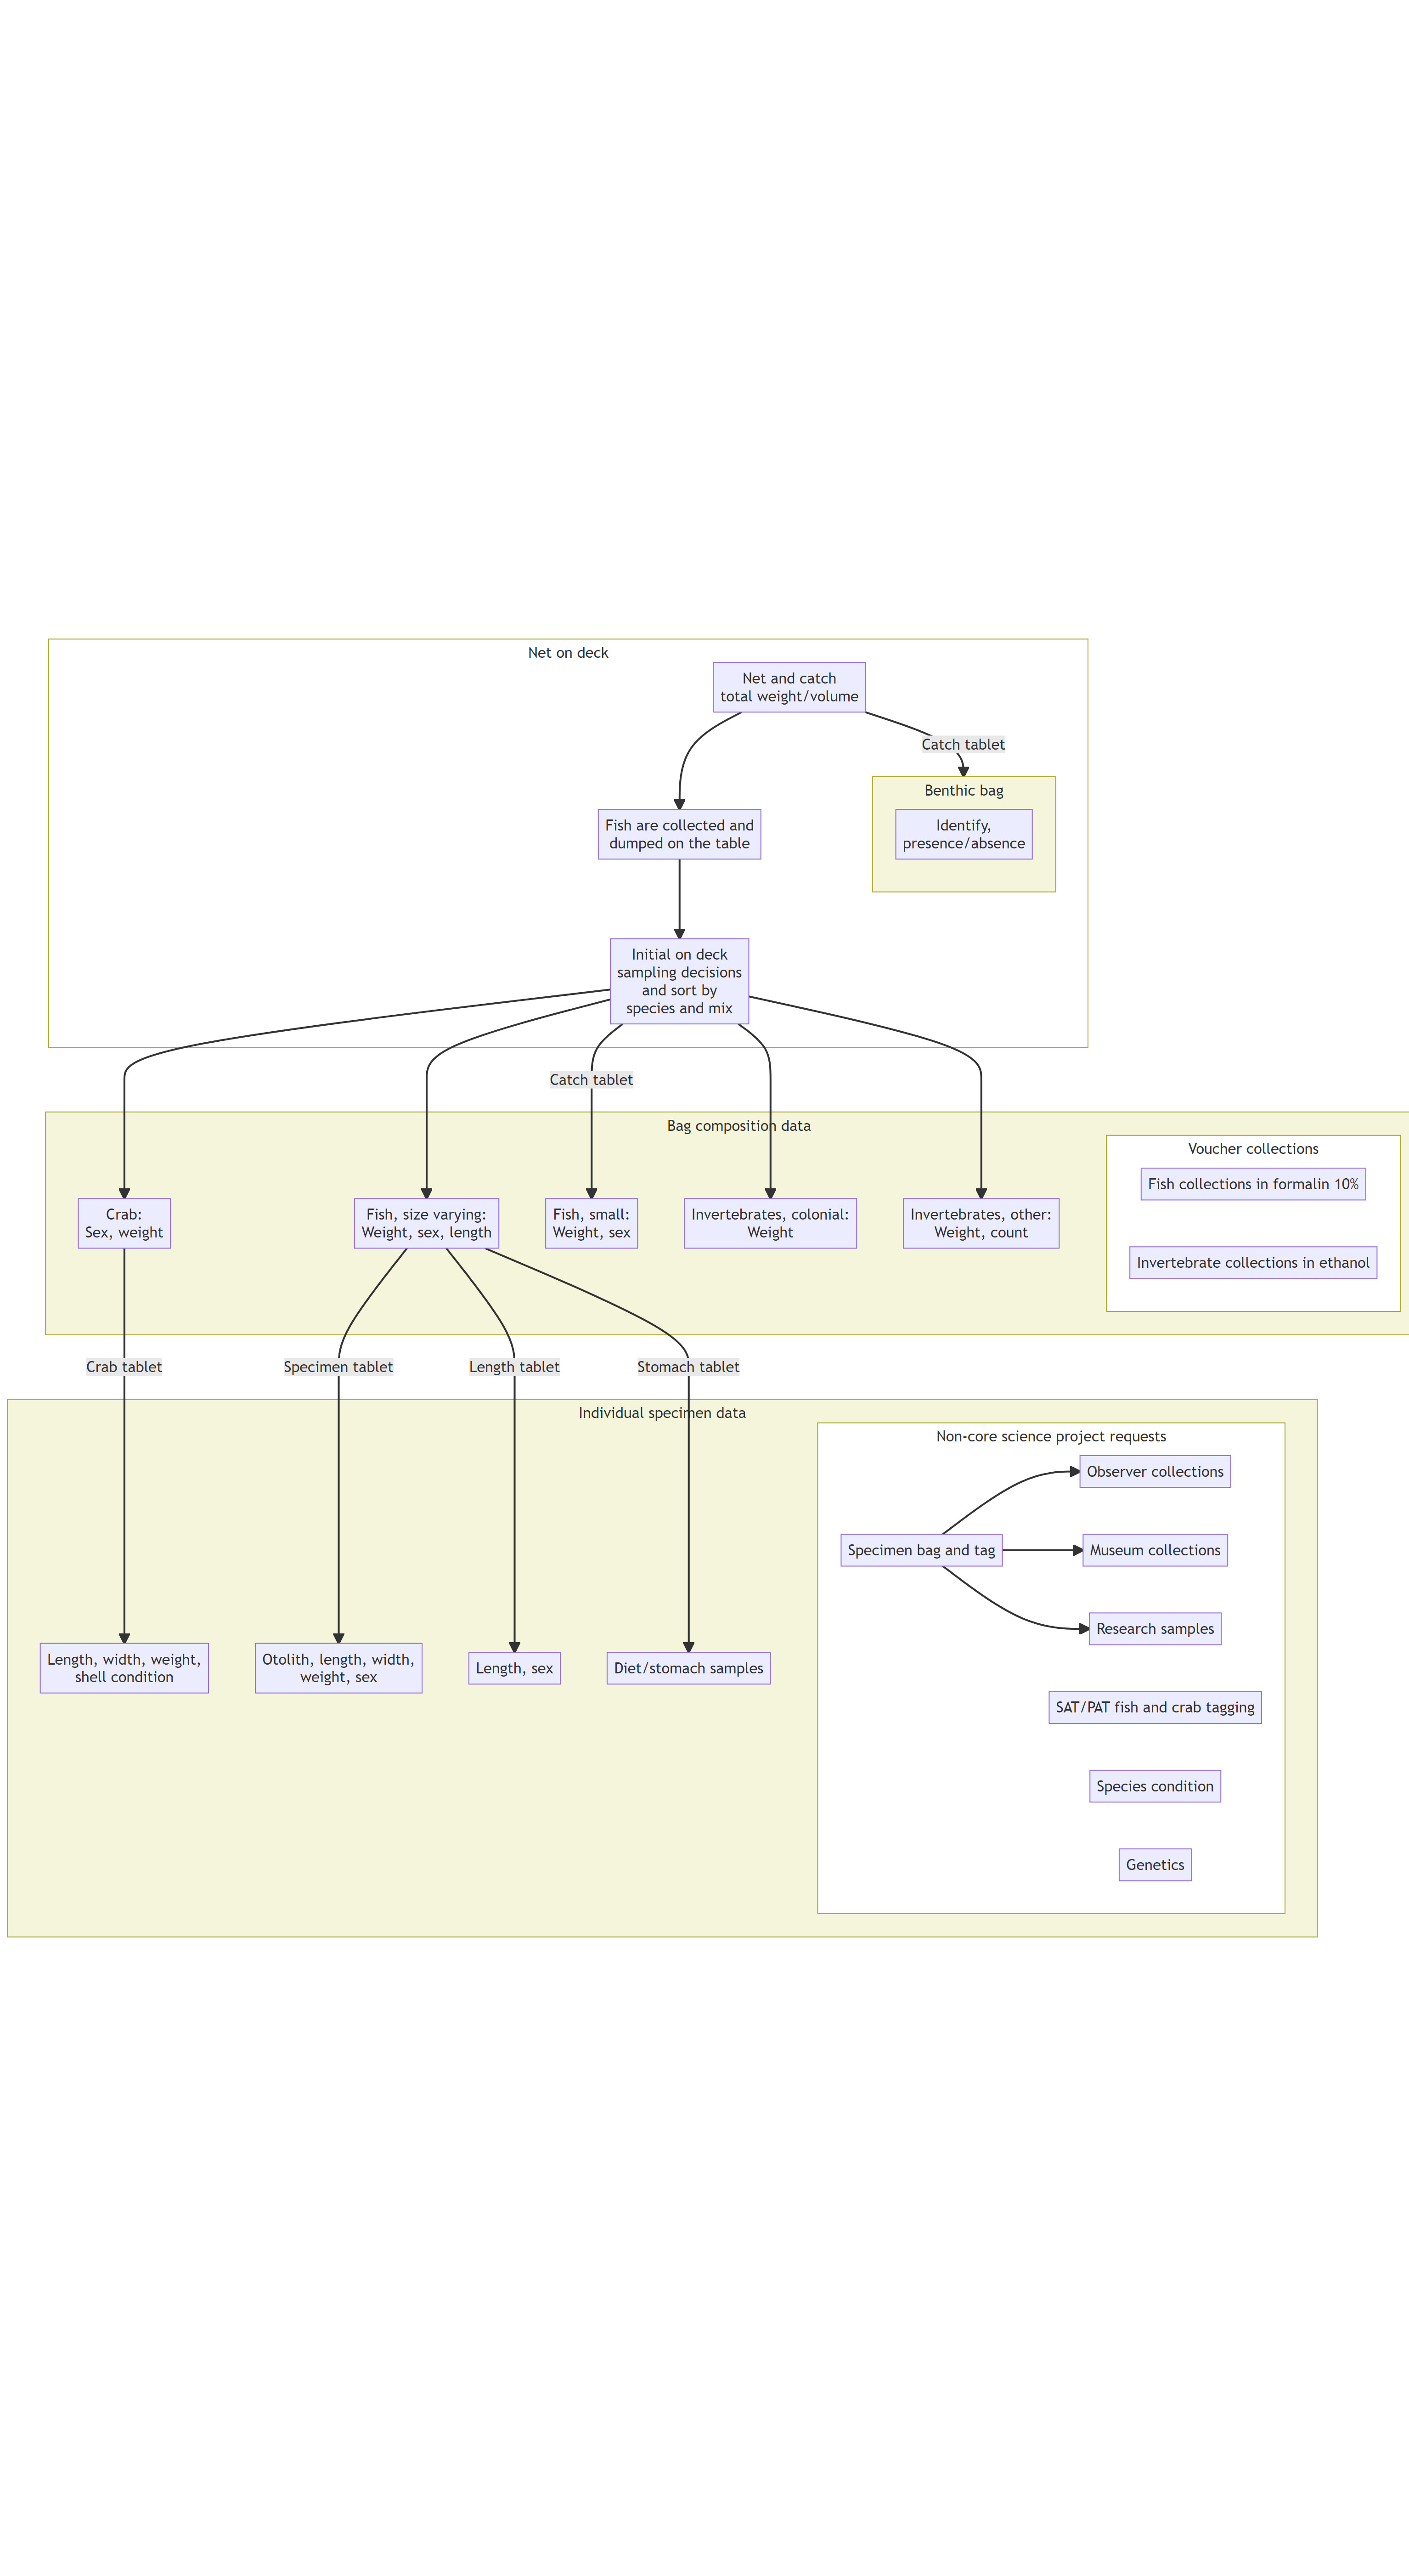 Net on deck
Net and catch
total weight/volume
Catch tablet
Benthic bag
Identify,
presence/absence
Fish are collected and
dumped on the table
Initial on deck
sampling decisions
and sort by
species and mix
Catch tablet
Bag composition data
Voucher collections
Fish collections in formalin 10%
Invertebrate collections in ethanol
Crab:
Sex, weight
Fish, size varying:
Weight, sex, length
Fish, small:
Weight, sex
Invertebrates, colonial:
Weight
Invertebrates, other:
Weight, count
Crab tablet
Specimen tablet
Length tablet
Stomach tablet
Individual specimen data
Non-core science project requests
Observer collections
Specimen bag and tag
Museum collections
Research samples
Length, width, weight,
shell condition
Otolith, length, width,
weight, sex
Length, sex
Diet/stomach samples
SAT/PAT fish and crab tagging
Species condition
Genetics